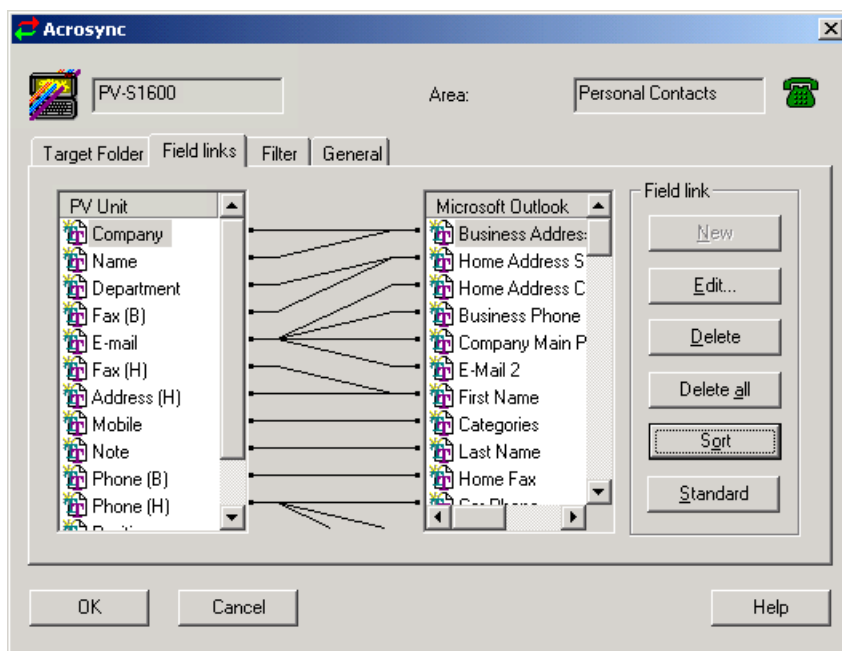 Acrosync
PV-S1600
Area:
Personal Contacts
Target Folder
Field links
Filter
General
PV Unit
Company
Name
Department
Fax (B)
E-mail
Fax (H)
Address (H)
Mobile
Note
Phone (B)
Phone (H)
Microsoft Outlook
Business Addres
Home Address S
Home Address C
Business Phone
Company Main P
E-Mail 2
First Name
Categories
Last Name
Home Fax
Field link
New
Edit...
Delete
Delete all
Sort
Standard
OK
Cancel
Help